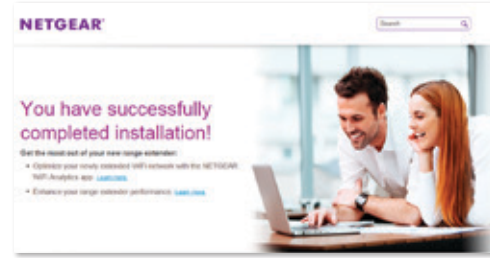 NETGEAR®
Search
You have successfully
completed installation!
Get the most out of your new range extender:
• Optimize your newly extended WiFi network with the NETGEAR
WiFi Analytics app. Learn more.
• Enhance your range extender performance. Learn more.